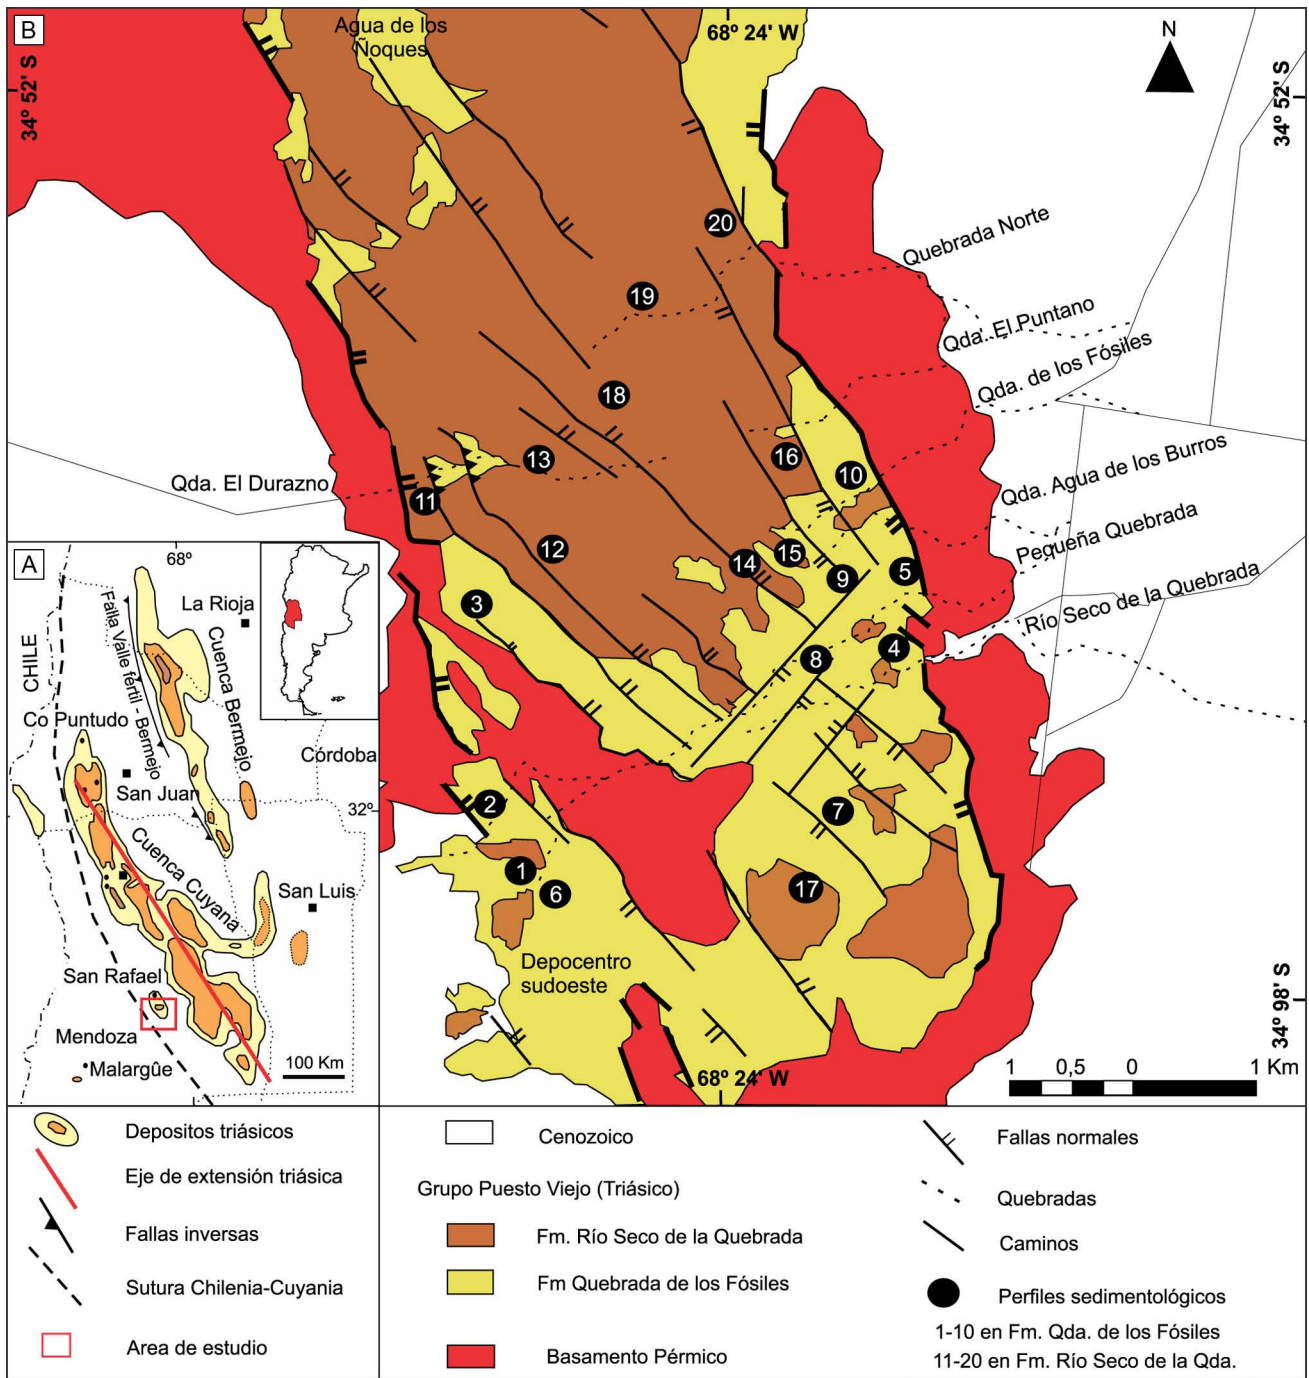 B
Agua de los
Ñoques
68º 24' W
N
34º 52' S
34º 52' S
20
Quebrada Norte
19
Qda. El Puntano
Qda. de los Fósiles
18
16
10
13
Qda. El Durazno
11
Qda. Agua de los Burros
Pequeña Quebrada
12
14
15
9
5
3
Río Seco de la Quebrada
4
8
2
7
1
6
17
Depocentro
sudoeste
34º 98' S
68º 24' W
1
0,5
0
1 Km
A
68º
La Rioja
CHILE
Falla Valle fertil - Bermejo
Cuenca Bermejo
Co Puntudo
Córdoba
San Juan
32º
Cuenca Cuyana
San Luis
San Rafael
Mendoza
Malargûe
100 Km
Depositos triásicos
Eje de extensión triásica
Fallas inversas
Sutura Chilenia-Cuyania
Area de estudio
Cenozoico
Grupo Puesto Viejo (Triásico)
Fm. Río Seco de la Quebrada
Fm Quebrada de los Fósiles
Basamento Pérmico
Fallas normales
Quebradas
Caminos
Perfiles sedimentológicos
1-10 en Fm. Qda. de los Fósiles
11-20 en Fm. Río Seco de la Qda.